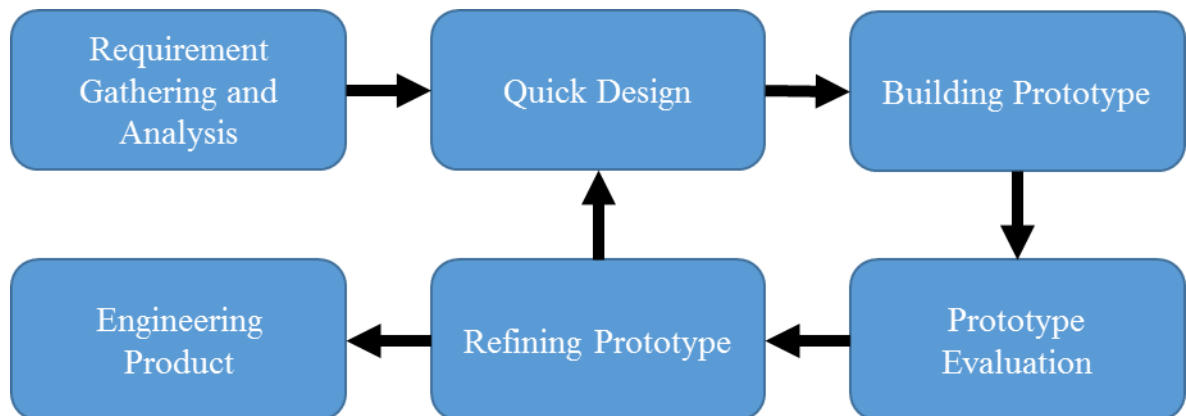 Requirement
Gathering and
Analysis
Quick Design
Building Prototype
Engineering
Product
Refining Prototype
Prototype
Evaluation